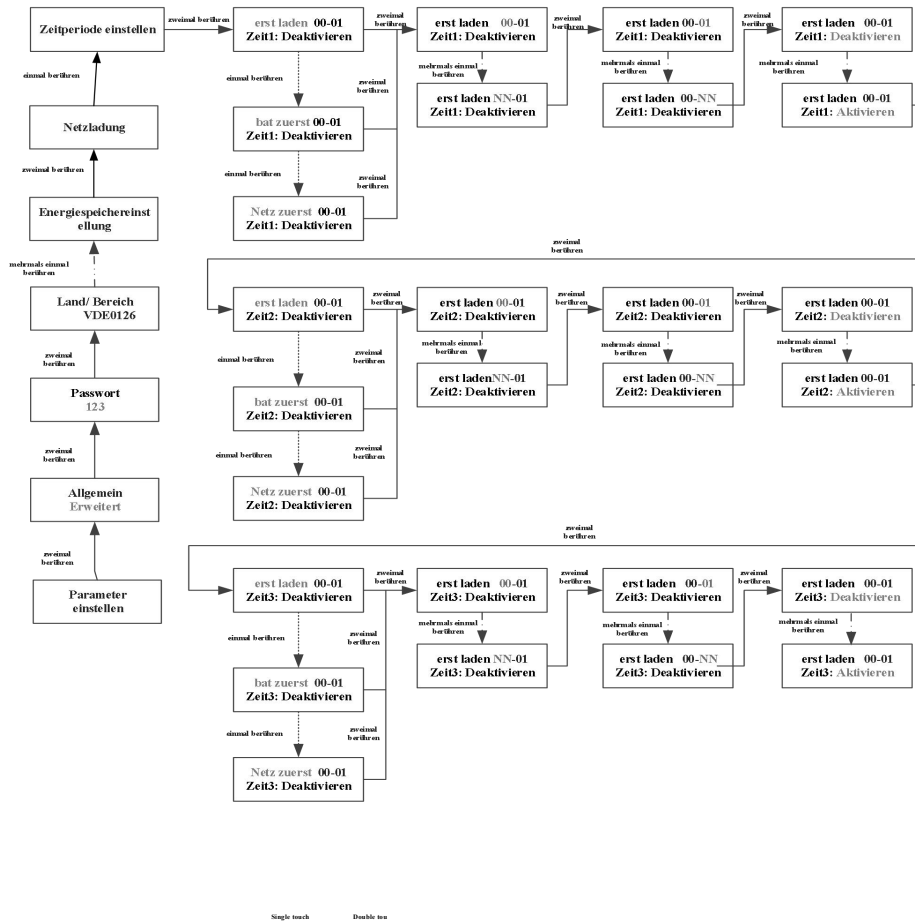 Zeitperiode einstellen
zweimal berühren
erst laden 00-01
Zeit1: Deaktivieren
zweimal
berühren
erst laden 00-01
Zeit1: Deaktivieren
zweimal
berühren
erst laden 00-01
Zeit1: Deaktivieren
zweimal
berühren
erst laden 00-01
Zeit1: Deaktivieren
einmal berühren
einmal berühren
zweimal
berühren
mehrmals einmal
berühren
mehrmals einmal
berühren
mehrmals einmal
berühren
erst laden NN-01
Zeit1: Deaktivieren
erst laden 00-NN
Zeit1: Deaktivieren
erst laden 00-01
Zeit1: Aktivieren
Netzladung
bat zuerst 00-01
Zeit1: Deaktivieren
zweimal berühren
einmal berühren
zweimal
berühren
Energiespeichereinst
ellung
Netz zuerst 00-01
Zeit1: Deaktivieren
zweimal
berühren
mehrmals einmal
berühren
Land/ Bereich
VDE0126
erst laden 00-01
Zeit2: Deaktivieren
zweimal
berühren
erst laden 00-01
Zeit2: Deaktivieren
zweimal
berühren
erst laden 00-01
Zeit2: Deaktivieren
zweimal
berühren
erst laden 00-01
Zeit2: Deaktivieren
zweimal
berühren
einmal berühren
zweimal
berühren
mehrmals einmal
berühren
mehrmals einmal
berühren
mehrmals einmal
berühren
erst ladenNN-01
Zeit2: Deaktivieren
erst laden 00-NN
Zeit2: Deaktivieren
erst laden 00-01
Zeit2: Aktivieren
Passwort
123
bat zuerst 00-01
Zeit2: Deaktivieren
zweimal
berühren
einmal berühren
zweimal
berühren
Allgemein
Erweitert
Netz zuerst 00-01
Zeit2: Deaktivieren
zweimal
berühren
zweimal
berühren
Parameter
einstellen
erst laden 00-01
Zeit3: Deaktivieren
zweimal
berühren
erst laden 00-01
Zeit3: Deaktivieren
zweimal
berühren
erst laden 00-01
Zeit3: Deaktivieren
zweimal
berühren
erst laden 00-01
Zeit3: Deaktivieren
einmal berühren
zweimal
berühren
mehrmals einmal
berühren
mehrmals einmal
berühren
mehrmals einmal
berühren
erst laden NN-01
Zeit3: Deaktivieren
erst laden 00-NN
Zeit3: Deaktivieren
erst laden 00-01
Zeit3: Aktivieren
bat zuerst 00-01
Zeit3: Deaktivieren
einmal berühren
zweimal
berühren
Netz zuerst 00-01
Zeit3: Deaktivieren
Single touch
Double tou